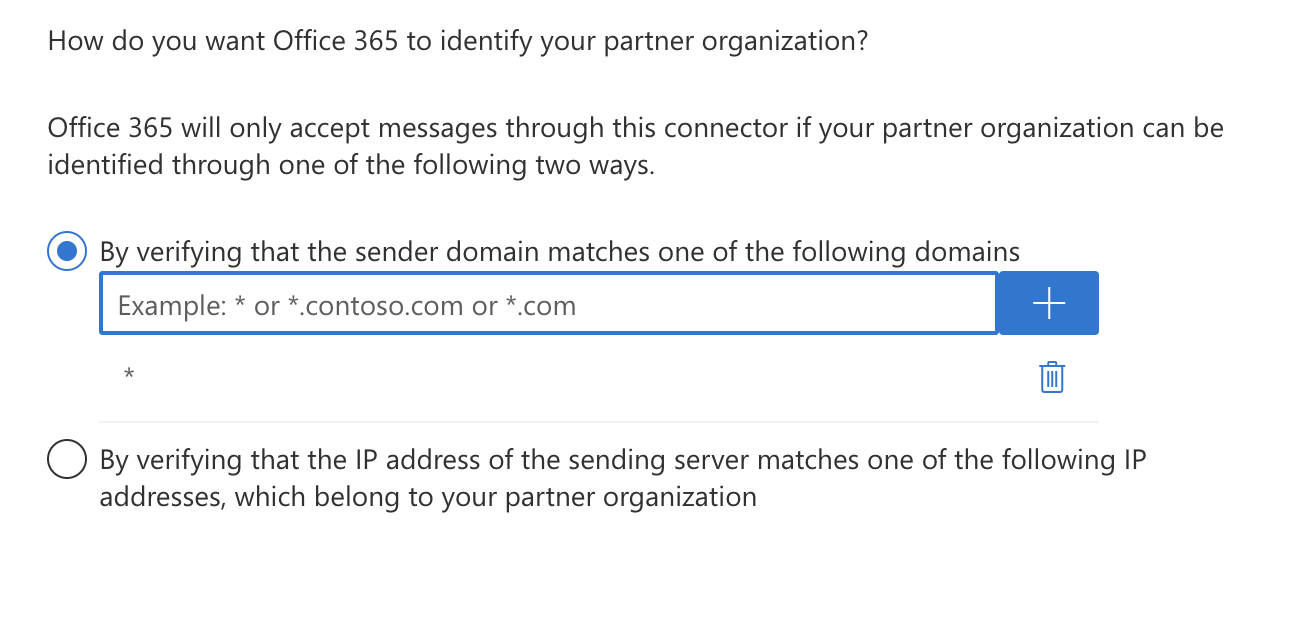 How do you want Office 365 to identify your partner organization?
Office 365 will only accept messages through this connector if your partner organization can be
identified through one of the following two ways.
By verifying that the sender domain matches one of the following domains
Example: * or *.contoso.com or *.com
*
By verifying that the IP address of the sending server matches one of the following IP
addresses, which belong to your partner organization